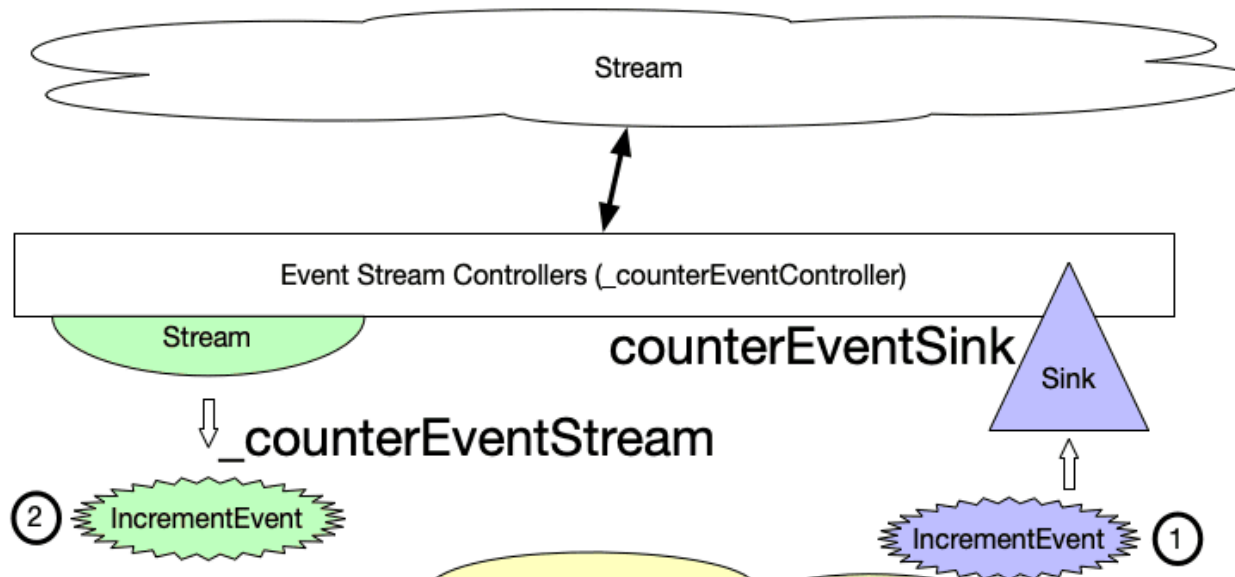 Stream
Event Stream Controllers (_counterEventController)
Stream
counterEventSink
Sink
_counterEventStream
2
IncrementEvent
IncrementEvent
1